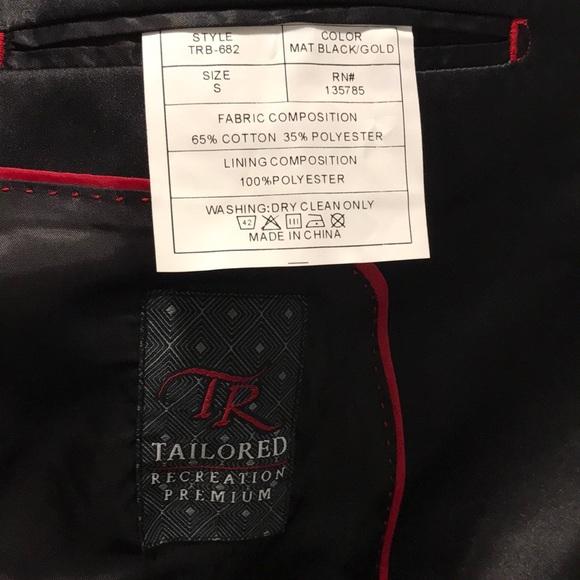 STYLE
TRB-682
COLOR
MAT BLACK/GOLD
SIZE
S
RN#
135785
FABRIC COMPOSITION
65% COTTON 35% POLYESTER
LINING COMPOSITION
100%POLYESTER
WASHING:DRY CLEAN ONLY
42
MADE IN CHINA
TR
TAILORED
RECREATION
PREMIUM